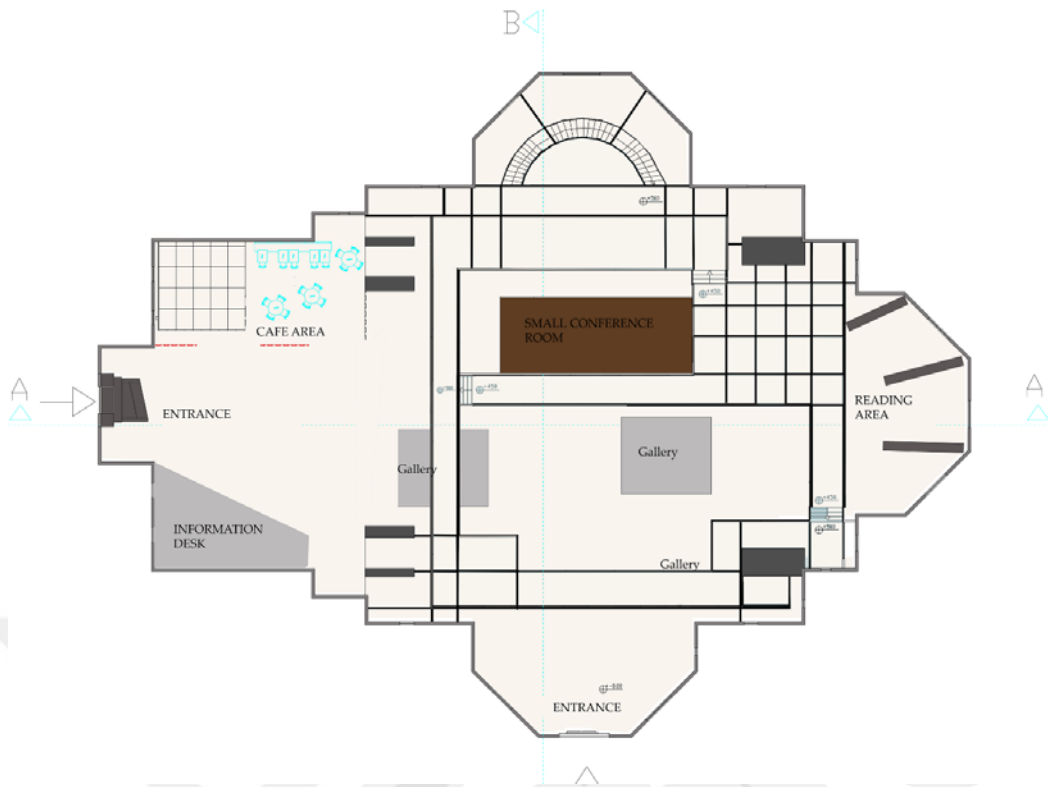 B
SMALL CONFERENCE
ROOM
CAFE AREA
A
A
ENTRANCE
READING
AREA
Gallery
Gallery
INFORMATION
DESK
Gallery
ENTRANCE